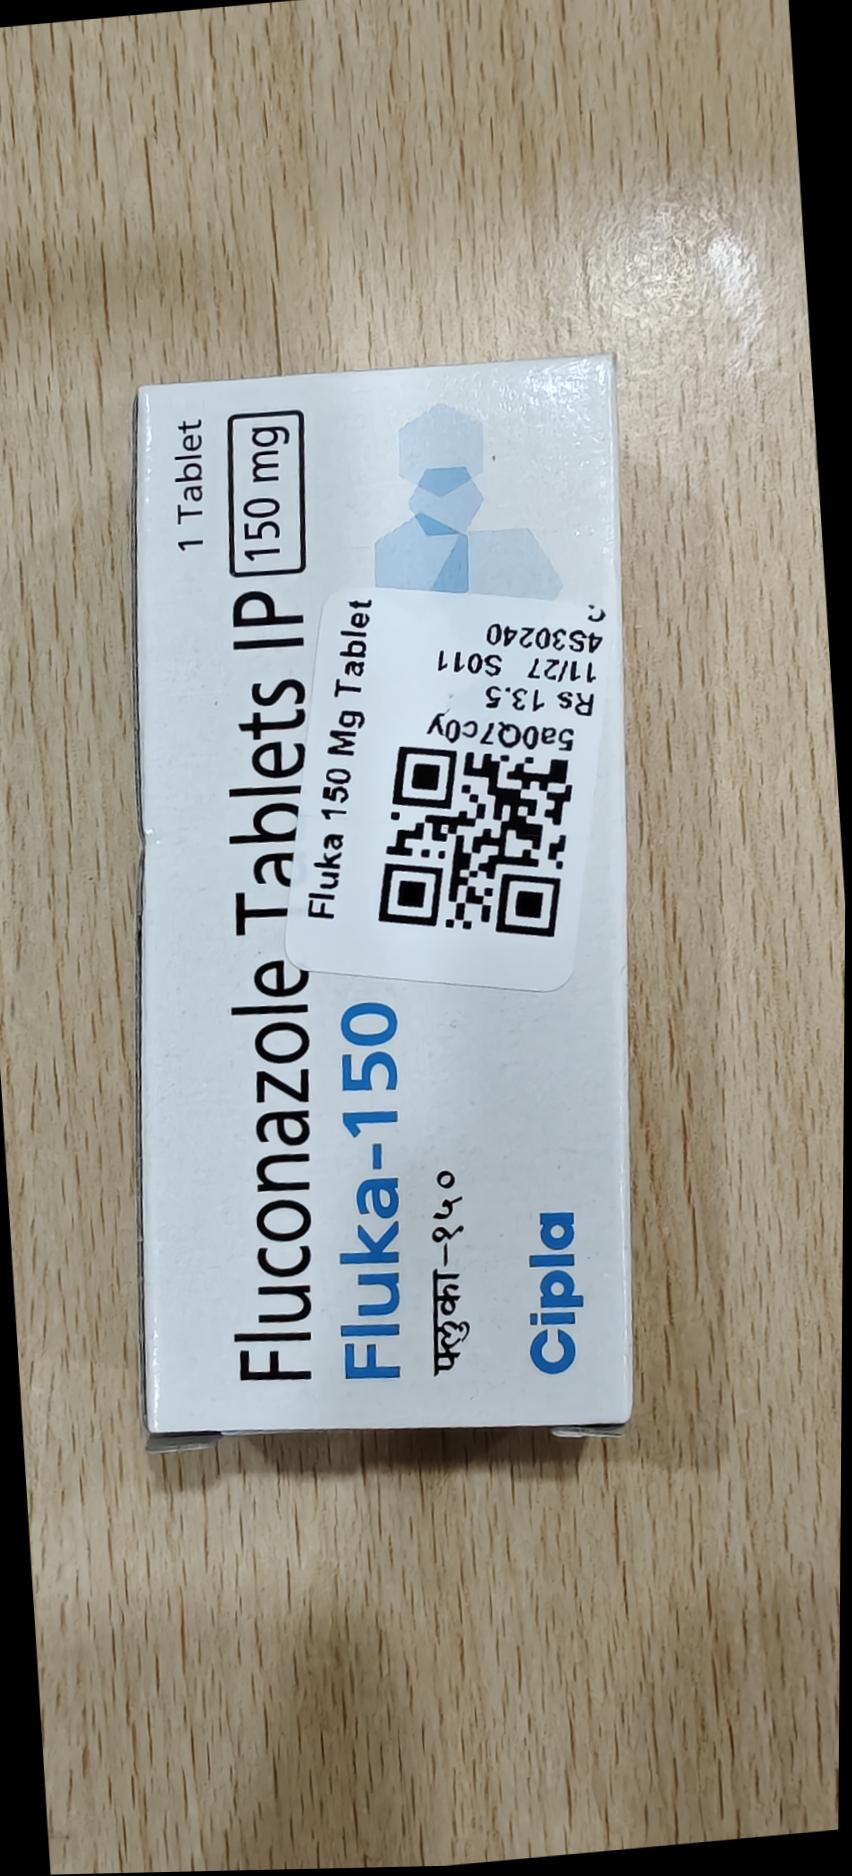 1 Tablet
Fluconazole Tablets IP 150 mg
Fluka-150
फ्लुका-१५०
Cipla
Fluka 150 Mg Tablet
5a0Q7c0y
Rs 13.5
11/27 S011
4S30240